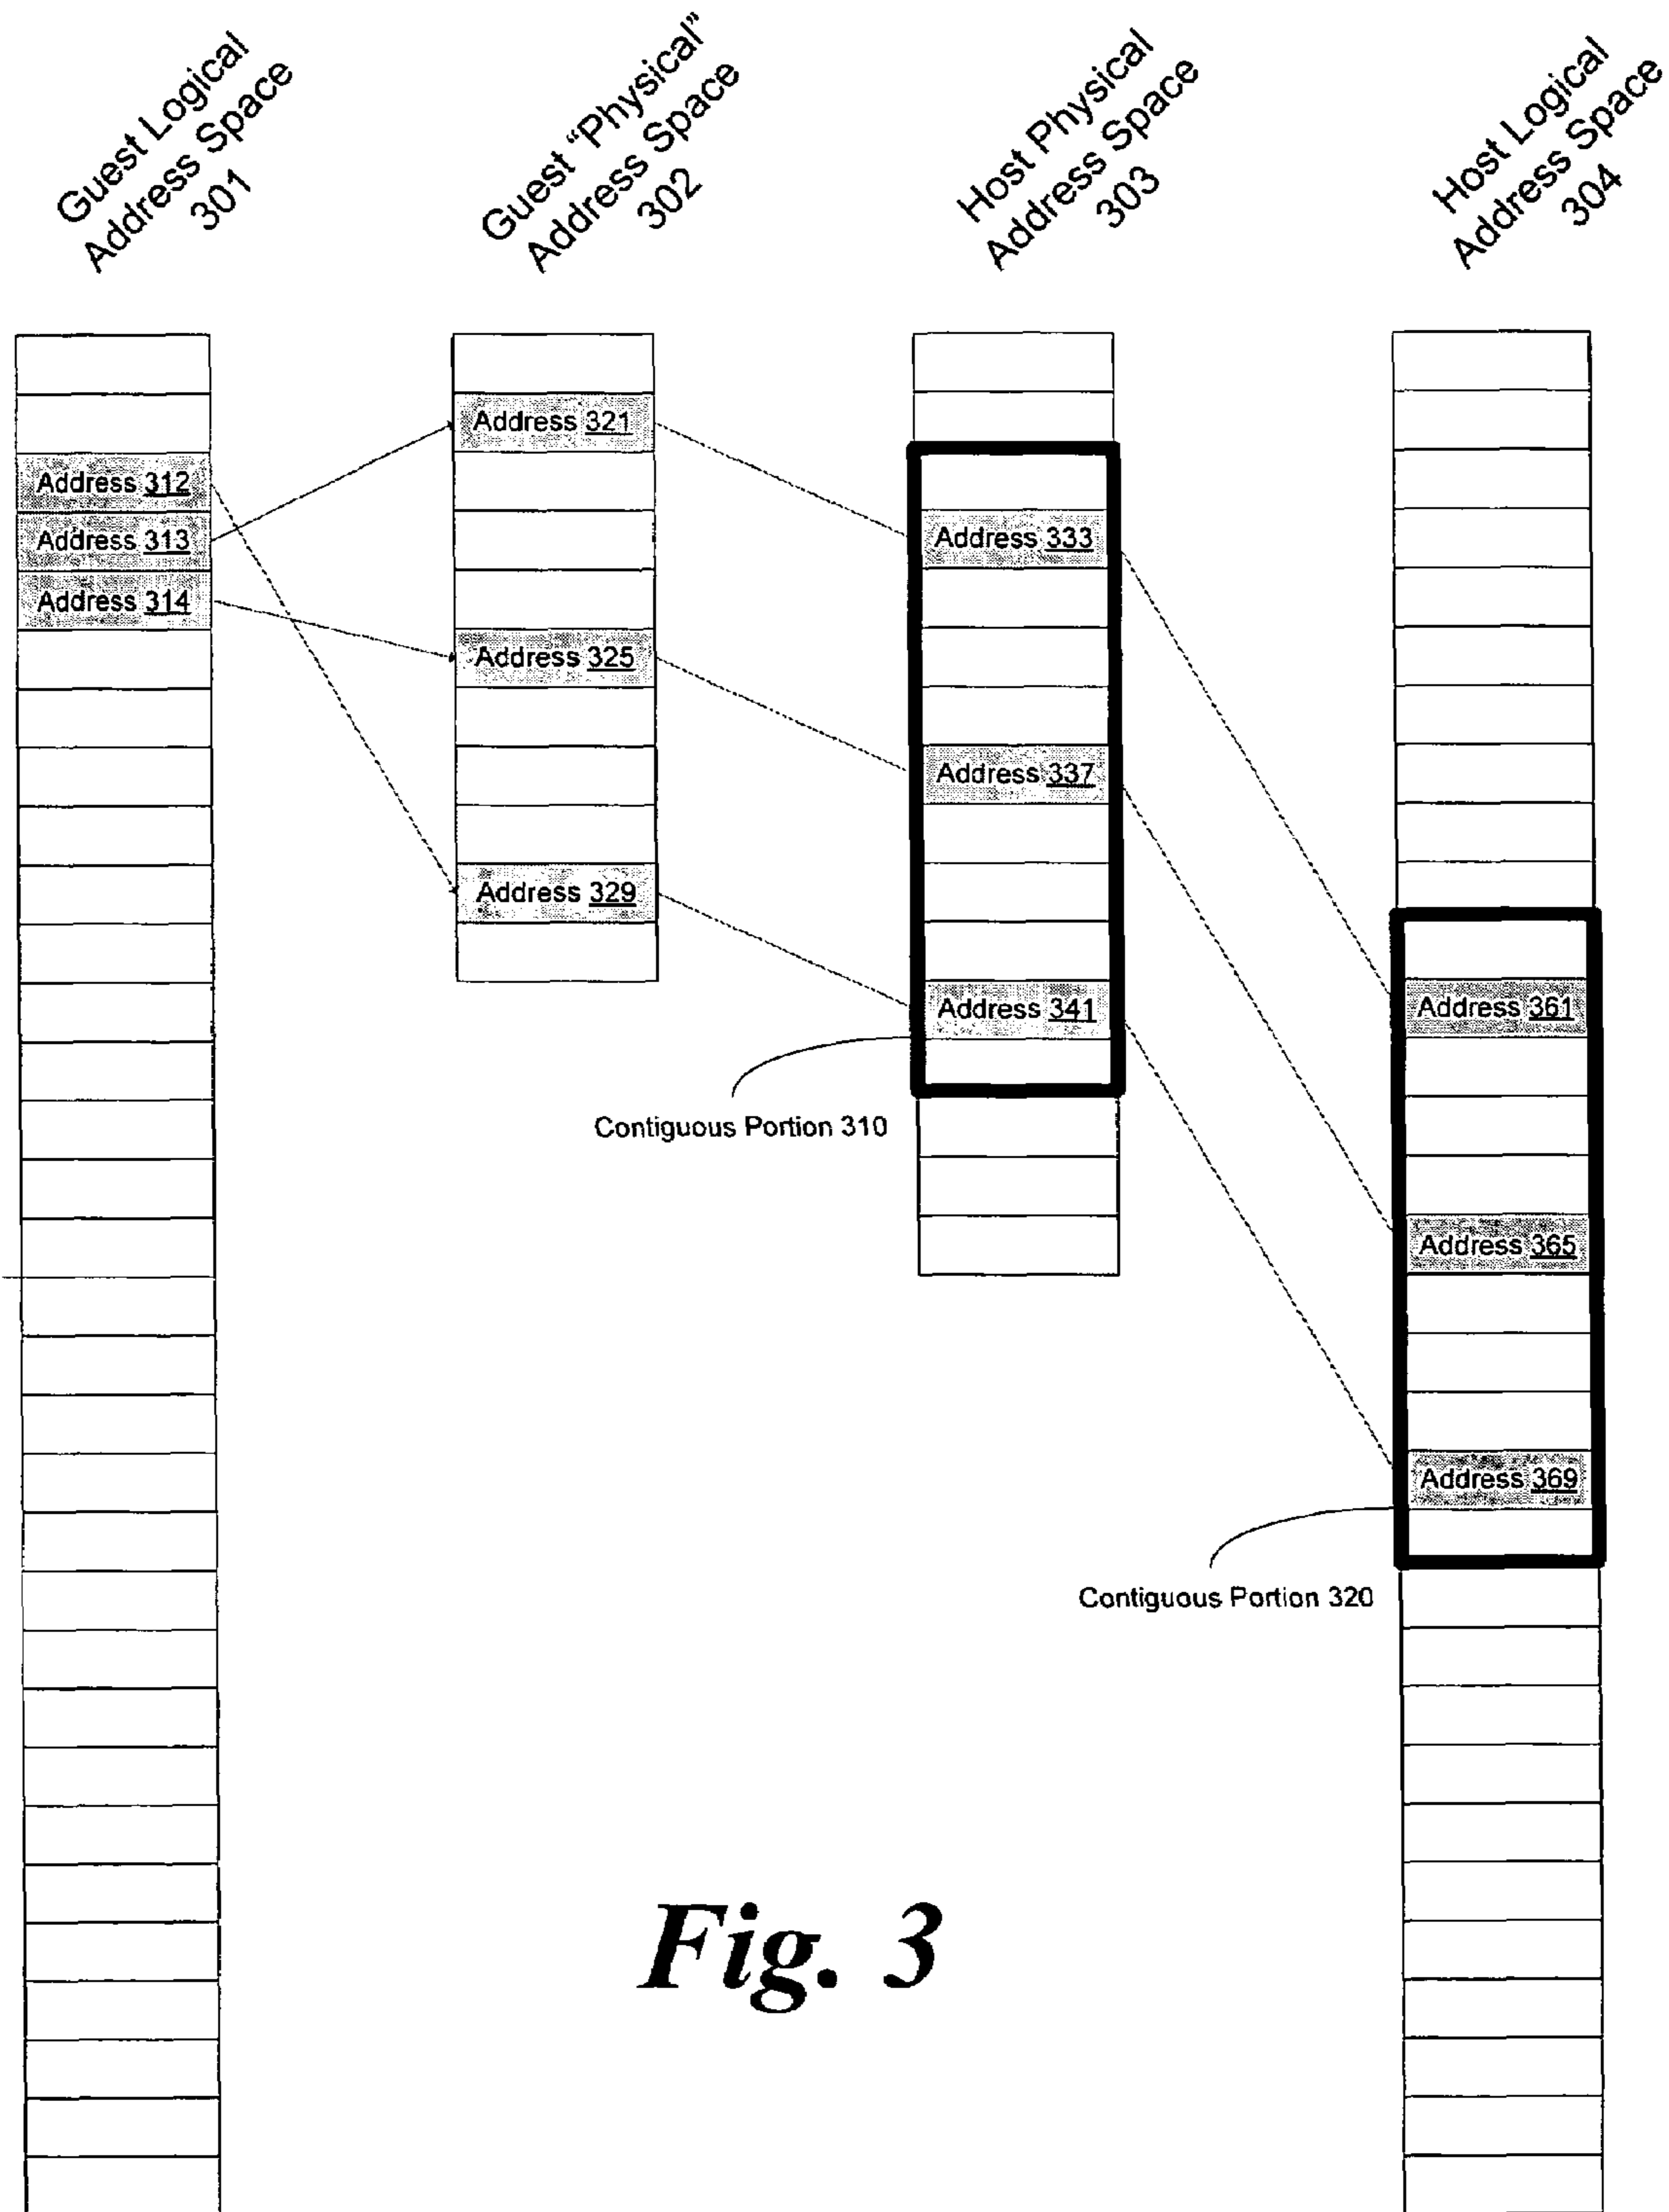 Guest Logical
Address Space
301
Guest “Physical”
Address Space
302
Host Physical
Address Space
303
Host Logical
Address Space
304
Address 312
Address 313
Address 314
Address 321
Address 325
Address 329
Address 333
Address 337
Address 341
Contiguous Portion 310
Address 361
Address 365
Address 369
Contiguous Portion 320
Fig. 3